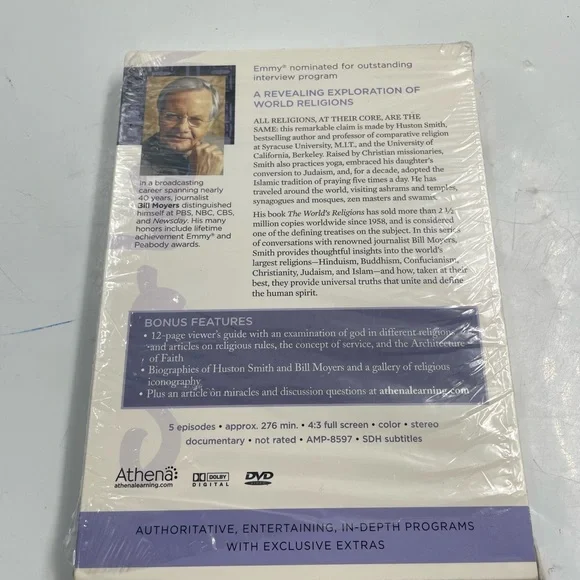 Emmy® nominated for outstanding
interview program
A REVEALING EXPLORATION OF
WORLD RELIGIONS
ALL RELIGIONS, AT THEIR CORE, ARE THE
SAME: this remarkable claim is made by Huston Smith,
bestselling author and professor of comparative religion
at Syracuse University, M.I.T., and the University of
California, Berkeley. Raised by Christian missionaries,
Smith also practices yoga, embraced his daughter's
conversion to Judaism, and, for a decade, adopted the
Islamic tradition of praying five times a day. He has
traveled around the world, visiting ashrams and temples,
synagogues and mosques, zen masters and swamis.
His book The World's Religions has sold more than 2 ½
million copies worldwide since 1958, and is considered
one of the defining treatises on the subject. In this series
of conversations with renowned journalist Bill Moyers,
Smith provides thoughtful insights into the world's
largest religions—Hinduism, Buddhism, Confucianism,
Christianity, Judaism, and Islam—and how, taken at their
best, they provide universal truths that unite and define
the human spirit.
In a broadcasting
career spanning nearly
40 years, journalist
Bill Moyers distinguished
himself at PBS, NBC, CBS,
and Newsday. His many
honors include lifetime
achievement Emmy® and
Peabody awards.
BONUS FEATURES
• 12-page viewer's guide with an examination of god in different religions,
and articles on religious rules, the concept of service, and the Architecture
of Faith
• Biographies of Huston Smith and Bill Moyers and a gallery of religious
iconography
• Plus an article on miracles and discussion questions at athenalearning.com
5 episodes • approx. 276 min. • 4:3 full screen • color • stereo
documentary • not rated • AMP-8597 • SDH subtitles
Athena
athenalearning.com
DOLBY
DIGITAL
DVD
AUTHORITATIVE, ENTERTAINING, IN-DEPTH PROGRAMS
WITH EXCLUSIVE EXTRAS